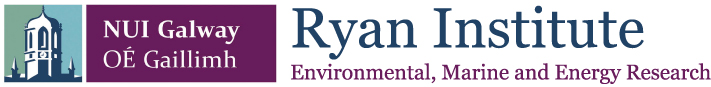 NUI Galway
OÉ Gaillimh
Ryan Institute
Environmental, Marine and Energy Research